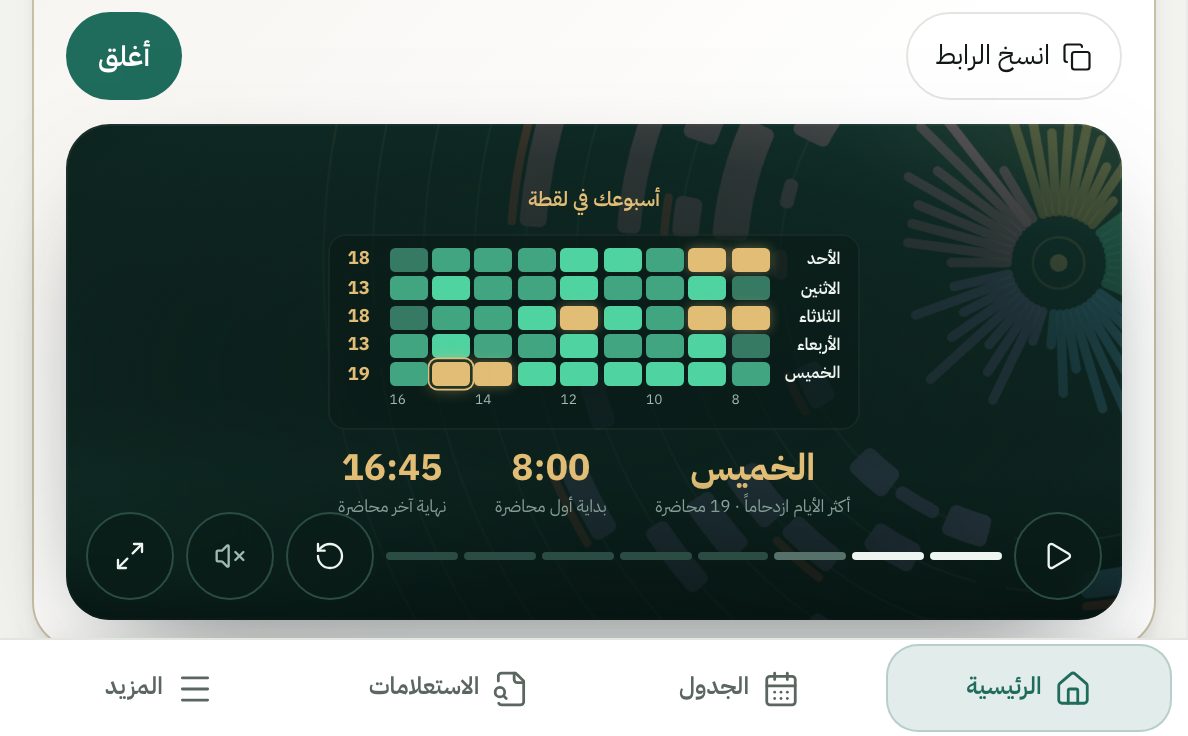 انسخ الرابط
أغلق
أسبوعك في لقطة
الأحد 18
الاثنين 13
الثلاثاء 18
الأربعاء 13
الخميس 19
8 10 12 14 16
الخميس 8:00 16:45
أكثر الأيام ازدحاماً · 19 محاضرة
بداية أول محاضرة
نهاية آخر محاضرة
الرئيسية
الجدول
الاستعلامات
المزيد